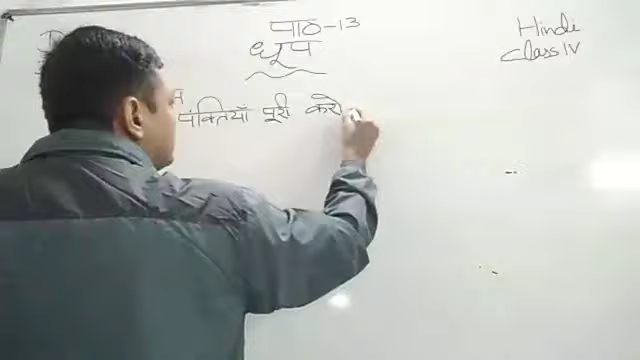 पाठ-13
धूप
Hindi
Class IV
पंक्तियाँ पूरी करो